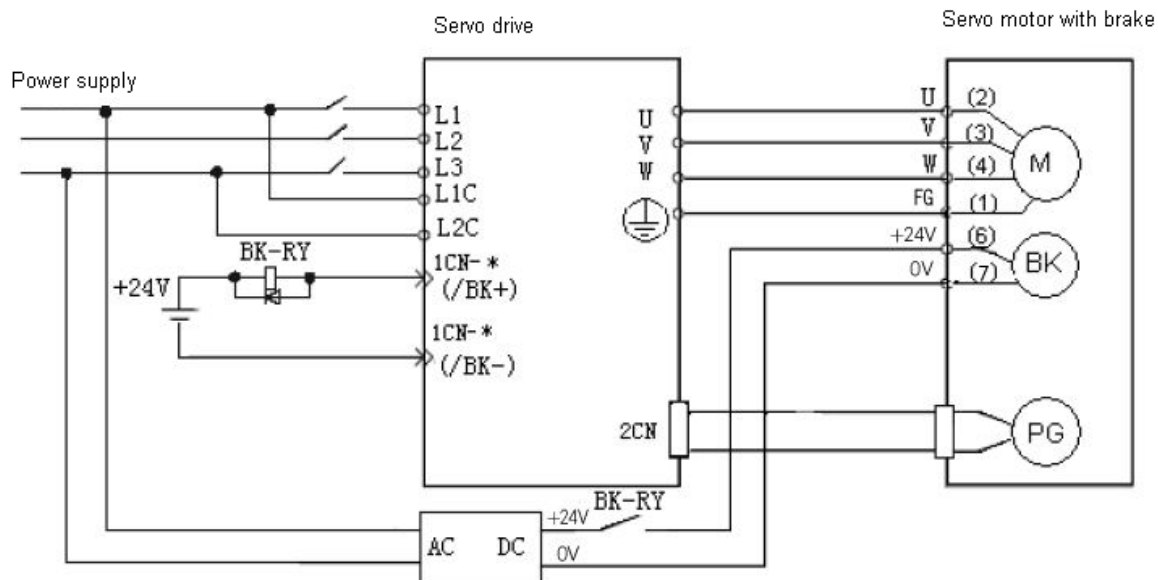 Servo drive
Servo motor with brake
Power supply
L1
L2
L3
L1C
L2C
BK-RY
+24V
1CN-*
(/BK+)
1CN-*
(/BK-)
U
V
W
2CN
U
V
W
FG
+24V
0V
(2)
(3)
(4)
(1)
(6)
(7)
M
BK
PG
BK-RY
+24V
0V
AC DC